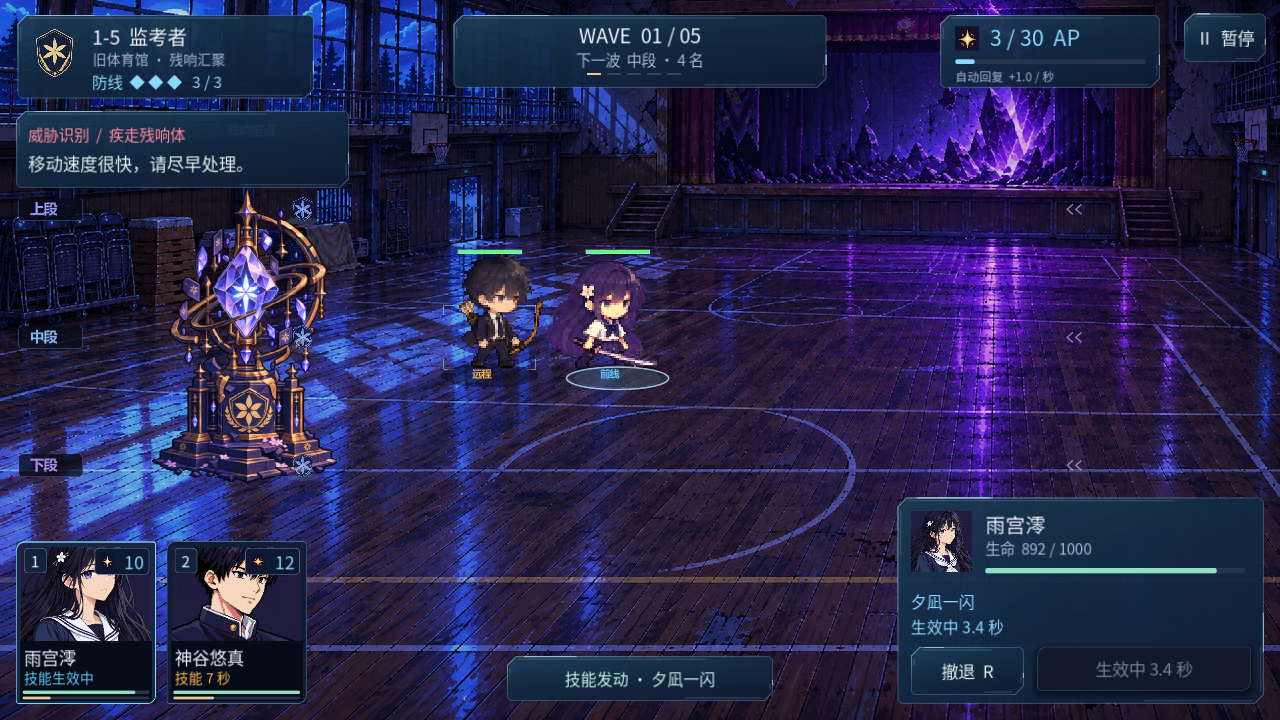 1-5 监考者
旧体育馆 · 残响汇聚
防线 ◆◆◆ 3 / 3
WAVE 01 / 05
下一波 中段 · 4 名
3 / 30 AP
自动回复 +1.0 / 秒
II 暂停
威胁识别 / 疾走残响体
移动速度很快，请尽早处理。
上段
中段
下段
<<
<<
<<
远程
前线
1
10
雨宫澪
技能生效中
2
12
神谷悠真
技能 7 秒
技能发动 · 夕凪一闪
雨宫澪
生命 892 / 1000
夕凪一闪
生效中 3.4 秒
撤退 R
生效中 3.4 秒